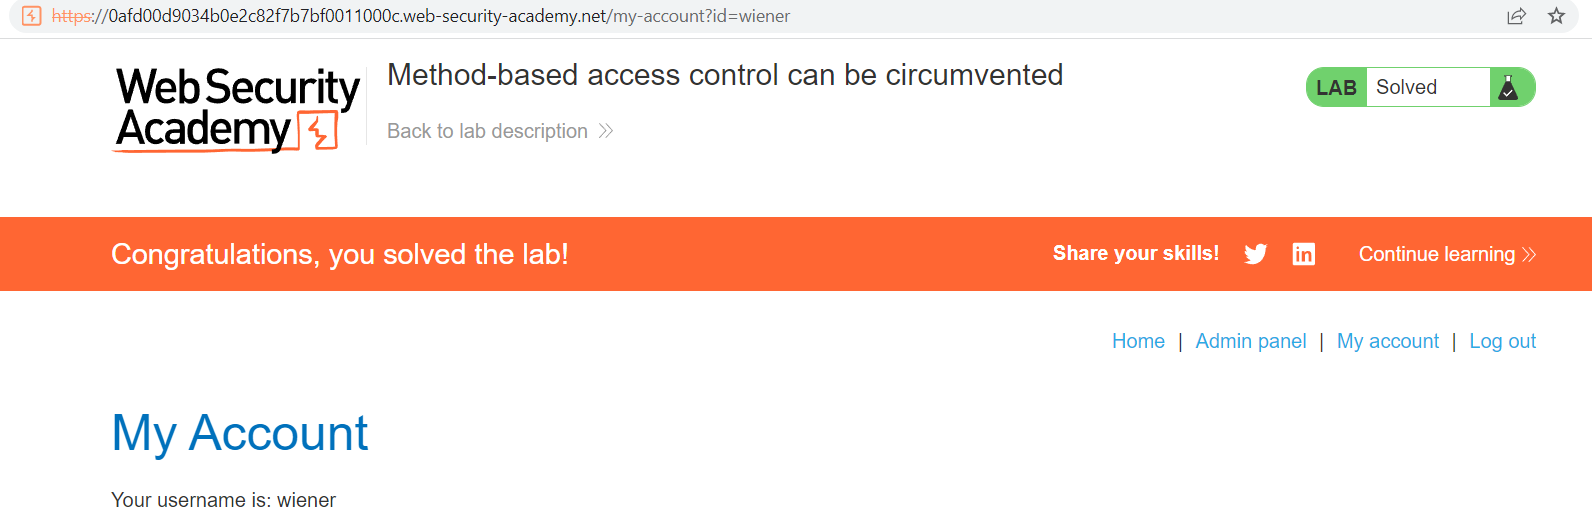 https://0afd00d9034b0e2c82f7b7bf0011000c.web-security-academy.net/my-account?id=wiener
Web Security
Academy
Method-based access control can be circumvented
Back to lab description
LAB Solved
Congratulations, you solved the lab!
Share your skills!
Continue learning
Home | Admin panel | My account | Log out
My Account
Your username is: wiener